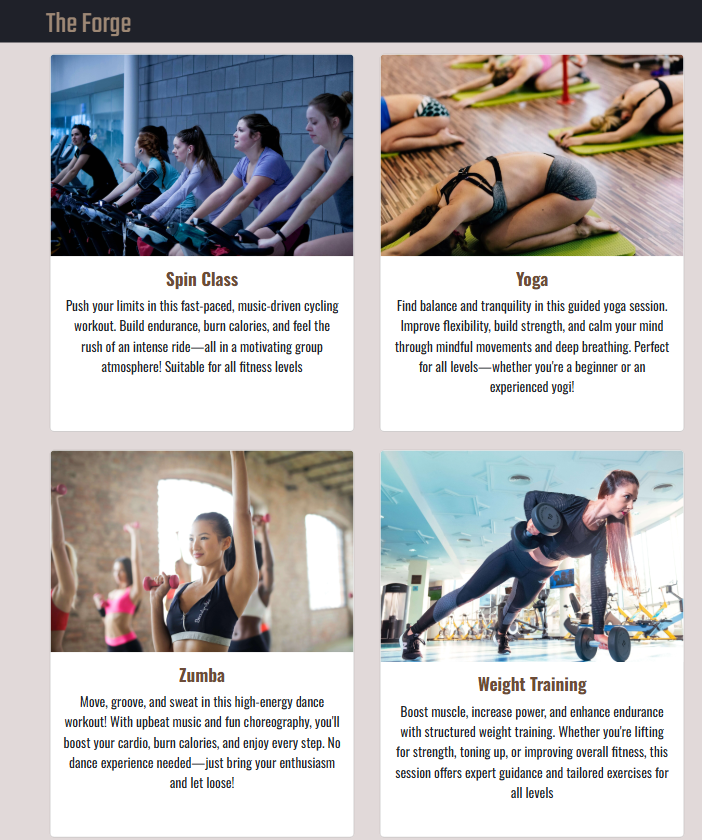 The Forge
Spin Class
Push your limits in this fast-paced, music-driven cycling
workout. Build endurance, burn calories, and feel the
rush of an intense ride—all in a motivating group
atmosphere! Suitable for all fitness levels
Yoga
Find balance and tranquility in this guided yoga session.
Improve flexibility, build strength, and calm your mind
through mindful movements and deep breathing. Perfect
for all levels—whether you're a beginner or an
experienced yogi!
Zumba
Move, groove, and sweat in this high-energy dance
workout! With upbeat music and fun choreography, you'll
boost your cardio, burn calories, and enjoy every step. No
dance experience needed—just bring your enthusiasm
and let loose!
Weight Training
Boost muscle, increase power, and enhance endurance
with structured weight training. Whether you're lifting
for strength, toning up, or improving overall fitness, this
session offers expert guidance and tailored exercises for
all levels